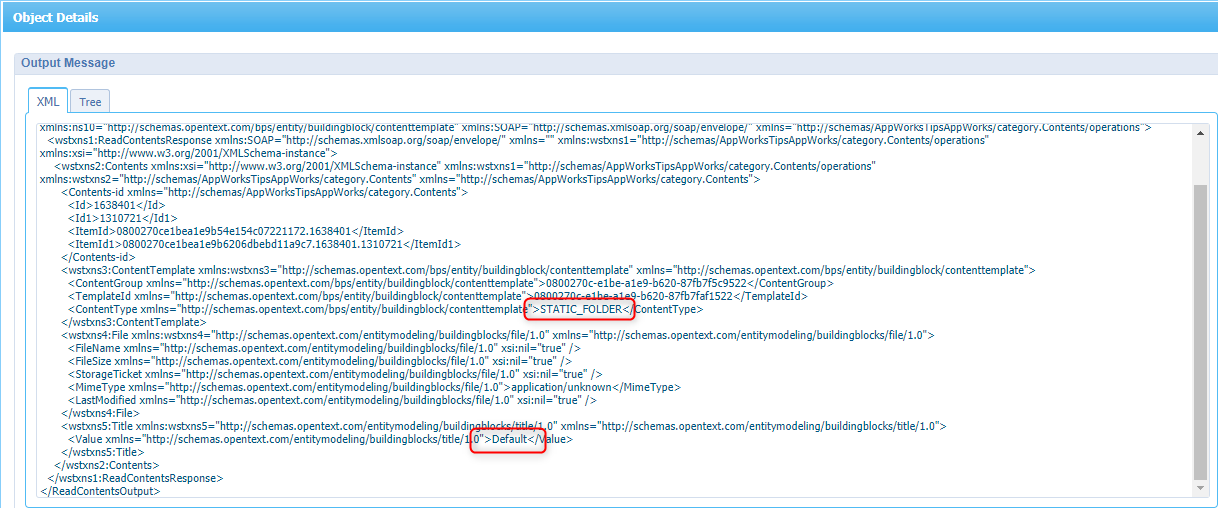 Object Details
Output Message
XML
Tree
xmlns:ns10="http://schemas.opentext.com/bps/entity/buildingblock/contenttemplate" xmlns:SOAP="http://schemas.xmlsoap.org/soap/envelope/" xmlns="http://schemas/AppWorksTipsAppWorks/category.Contents/operations">
<wstxns1:ReadContentsResponse xmlns:SOAP="http://schemas.xmlsoap.org/soap/envelope/" xmlns="" xmlns:wstxns1="http://schemas/AppWorksTipsAppWorks/category.Contents/operations"
xmlns:xsi="http://www.w3.org/2001/XMLSchema-instance">
<wstxns2:Contents xmlns:xsi="http://www.w3.org/2001/XMLSchema-instance" xmlns:wstxns1="http://schemas/AppWorksTipsAppWorks/category.Contents/operations"
xmlns:wstxns2="http://schemas/AppWorksTipsAppWorks/category.Contents" xmlns="http://schemas/AppWorksTipsAppWorks/category.Contents">
<Contents-id xmlns="http://schemas/AppWorksTipsAppWorks/category.Contents">
<Id>1638401</Id>
<Id1>1310721</Id1>
<ItemId>0800270ce1bea1e9b54e154c07221172.1638401</ItemId>
<ItemId1>0800270ce1bea1e9b6206dbebd11a9c7.1638401.1310721</ItemId1>
</Contents-id>
<wstxns3:ContentTemplate xmlns:wstxns3="http://schemas.opentext.com/bps/entity/buildingblock/contenttemplate" xmlns="http://schemas.opentext.com/bps/entity/buildingblock/contenttemplate">
<ContentGroup xmlns="http://schemas.opentext.com/bps/entity/buildingblock/contenttemplate">0800270c-e1be-a1e9-b620-87fb7f5c9522</ContentGroup>
<TemplateId xmlns="http://schemas.opentext.com/bps/entity/buildingblock/contenttemplate">0800270c-e1be-a1e9-b620-87fb7faf1522</TemplateId>
<ContentType xmlns="http://schemas.opentext.com/bps/entity/buildingblock/contenttemplate">STATIC_FOLDER</ContentType>
</wstxns3:ContentTemplate>
<wstxns4:File xmlns:wstxns4="http://schemas.opentext.com/entitymodeling/buildingblocks/file/1.0" xmlns="http://schemas.opentext.com/entitymodeling/buildingblocks/file/1.0">
<FileName xmlns="http://schemas.opentext.com/entitymodeling/buildingblocks/file/1.0" xsi:nil="true" />
<FileSize xmlns="http://schemas.opentext.com/entitymodeling/buildingblocks/file/1.0" xsi:nil="true" />
<StorageTicket xmlns="http://schemas.opentext.com/entitymodeling/buildingblocks/file/1.0" xsi:nil="true" />
<MimeType xmlns="http://schemas.opentext.com/entitymodeling/buildingblocks/file/1.0">application/unknown</MimeType>
<LastModified xmlns="http://schemas.opentext.com/entitymodeling/buildingblocks/file/1.0" xsi:nil="true" />
</wstxns4:File>
<wstxns5:Title xmlns:wstxns5="http://schemas.opentext.com/entitymodeling/buildingblocks/title/1.0" xmlns="http://schemas.opentext.com/entitymodeling/buildingblocks/title/1.0">
<Value xmlns="http://schemas.opentext.com/entitymodeling/buildingblocks/title/1.0">Default</Value>
</wstxns5:Title>
</wstxns2:Contents>
</wstxns1:ReadContentsResponse>
</ReadContentsOutput>